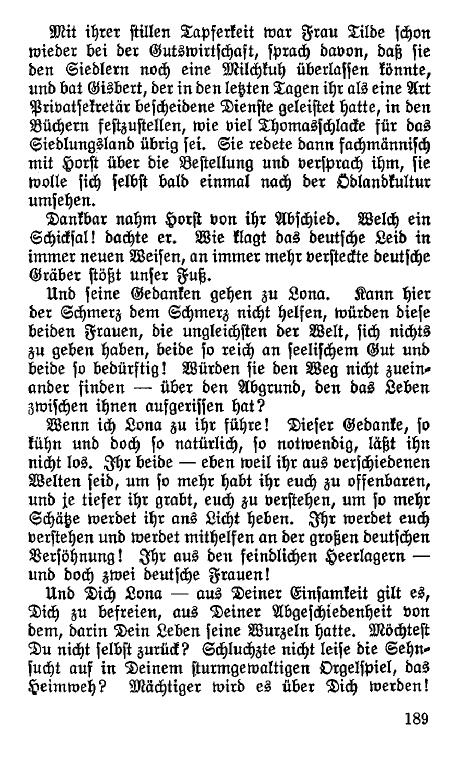 Mit ihrer stillen Tapferkeit war Frau Tilde schon
wieder bei der Gutswirtschaft, sprach davon, daß sie
den Siedlern noch eine Milchkuh überlassen könnte,
und bat Gisbert, der in den letzten Tagen ihr als eine Art
Privatsekretär bescheidene Dienste geleistet hatte, in den
Büchern festzustellen, wie viel Thomasschlacke für das
Siedlungsland übrig sei. Sie redete dann fachmännisch
mit Horst über die Bestellung und versprach ihm, sie
wolle sich selbst bald einmal nach der Ödlandkultur
umsehen.
Dankbar nahm Horst von ihr Abschied. Welch ein
Schicksal! dachte er. Wie klagt das deutsche Leid in
immer neuen Weisen, an immer mehr versteckte deutsche
Gräber stößt unser Fuß.
Und seine Gedanken gehen zu Lona. Kann hier
der Schmerz dem Schmerz nicht helfen, würden diese
beiden Frauen, die ungleichsten der Welt, sich nichts
zu geben haben, beide so reich an seelischem Gut und
beide so bedürftig! Würden sie den Weg nicht zuein-
ander finden — über den Abgrund, den das Leben
zwischen ihnen aufgerissen hat?
Wenn ich Lona zu ihr führe! Dieser Gedanke, so
kühn und doch so natürlich, so notwendig, läßt ihn
nicht los. Ihr beide — eben weil ihr aus verschiedenen
Welten seid, um so mehr habt ihr euch zu offenbaren,
und je tiefer ihr grabt, euch zu verstehen, um so mehr
Schätze werdet ihr ans Licht heben. Ihr werdet euch
verstehen und werdet mithelfen an der großen deutschen
Versöhnung! Ihr aus den feindlichen Heerlagern —
und doch zwei deutsche Frauen!
Und Dich Lona — aus Deiner Einsamkeit gilt es,
Dich zu befreien, aus Deiner Abgeschiedenheit von
dem, darin Dein Leben seine Wurzeln hatte. Möchtest
Du nicht selbst zurück? Schluchzte nicht leise die Sehn-
sucht auf in Deinem sturmgewaltigen Orgelspiel, das
Heimweh? Mächtiger wird es über Dich werden!
189